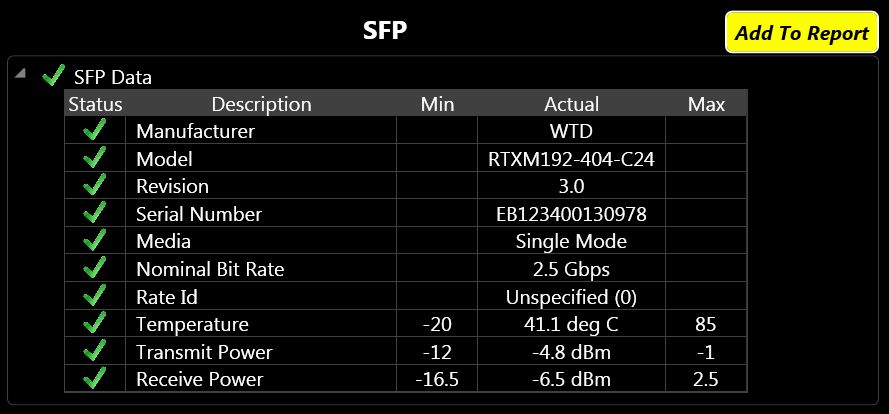 SFP
Add To Report
SFP Data
Status Description Min Actual Max
Manufacturer WTD
Model RTXM192-404-C24
Revision 3.0
Serial Number EB123400130978
Media Single Mode
Nominal Bit Rate 2.5 Gbps
Rate Id Unspecified (0)
Temperature -20 41.1 deg C 85
Transmit Power -12 -4.8 dBm -1
Receive Power -16.5 -6.5 dBm 2.5